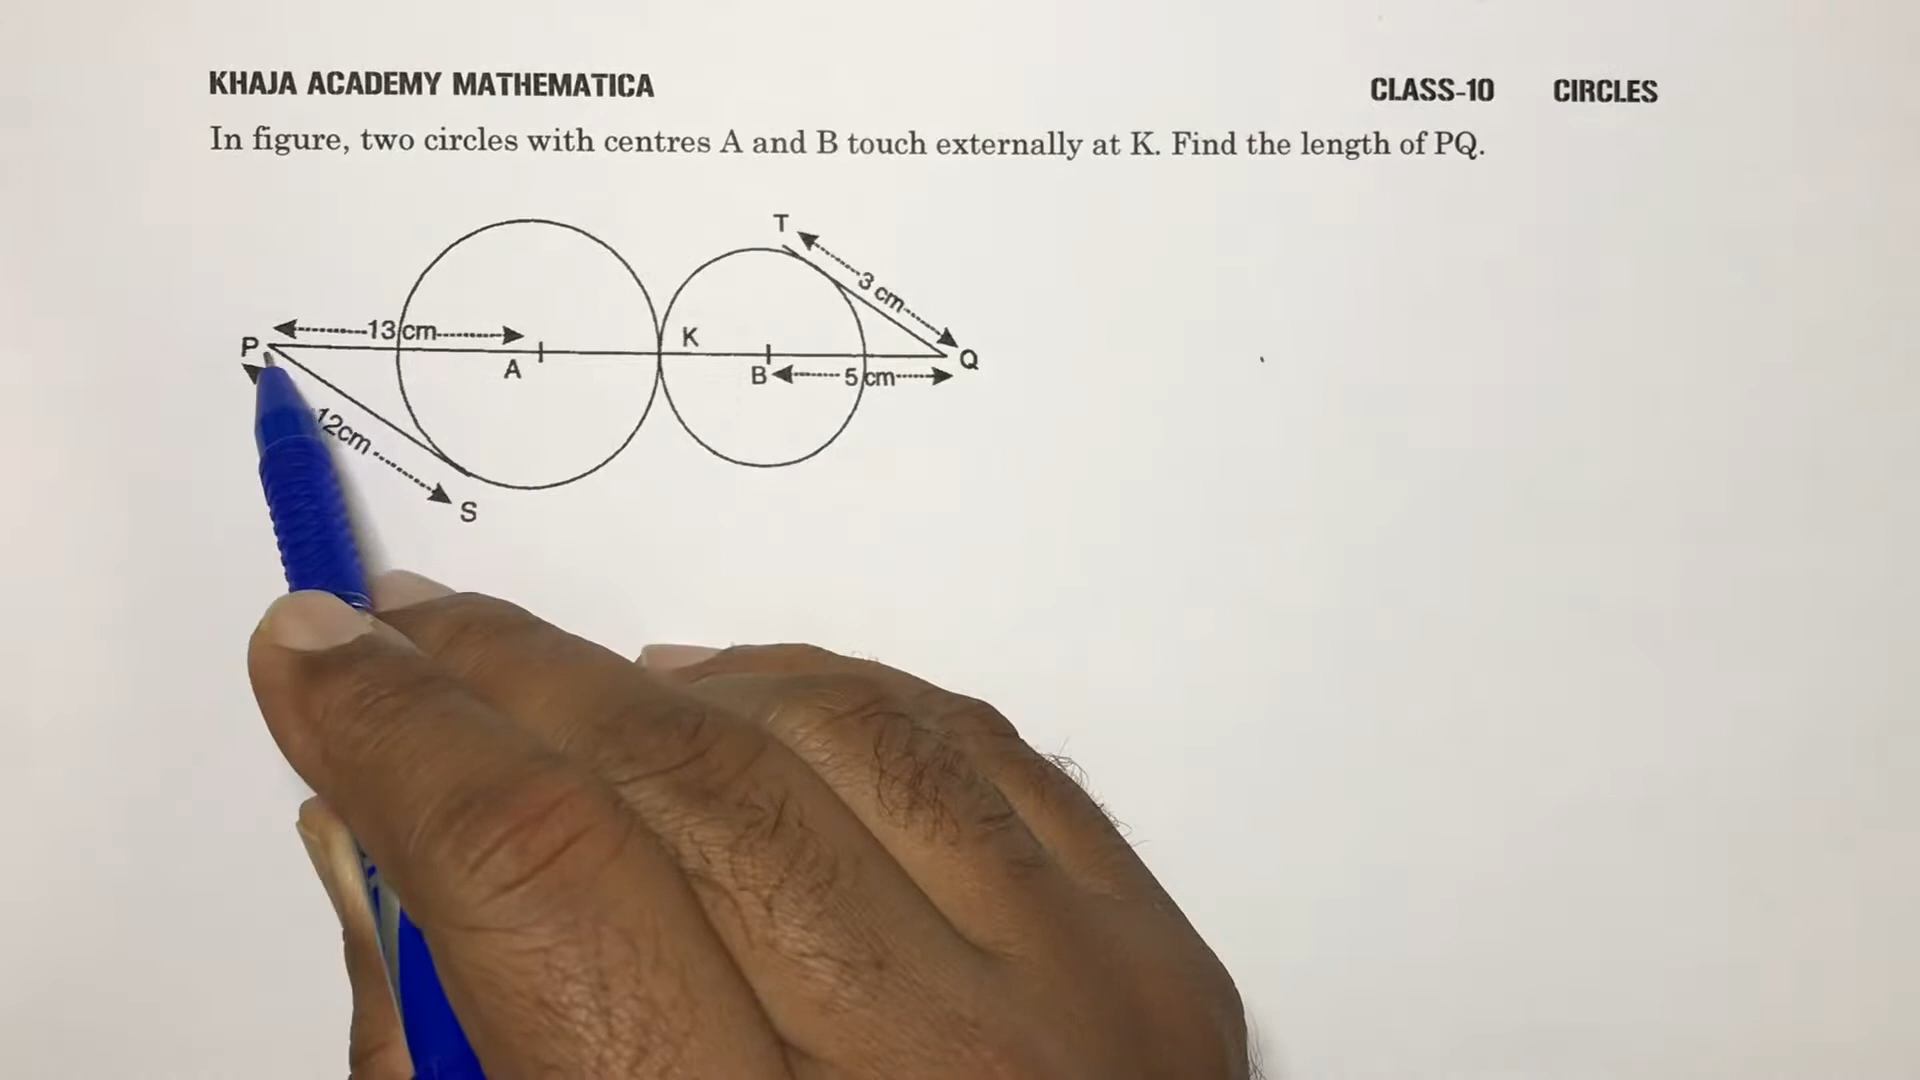 KHAJA ACADEMY MATHEMATICA CLASS-10 CIRCLES
In figure, two circles with centres A and B touch externally at K. Find the length of PQ.
T
3 cm
P 13 cm K Q
A B 5 cm
12cm
S